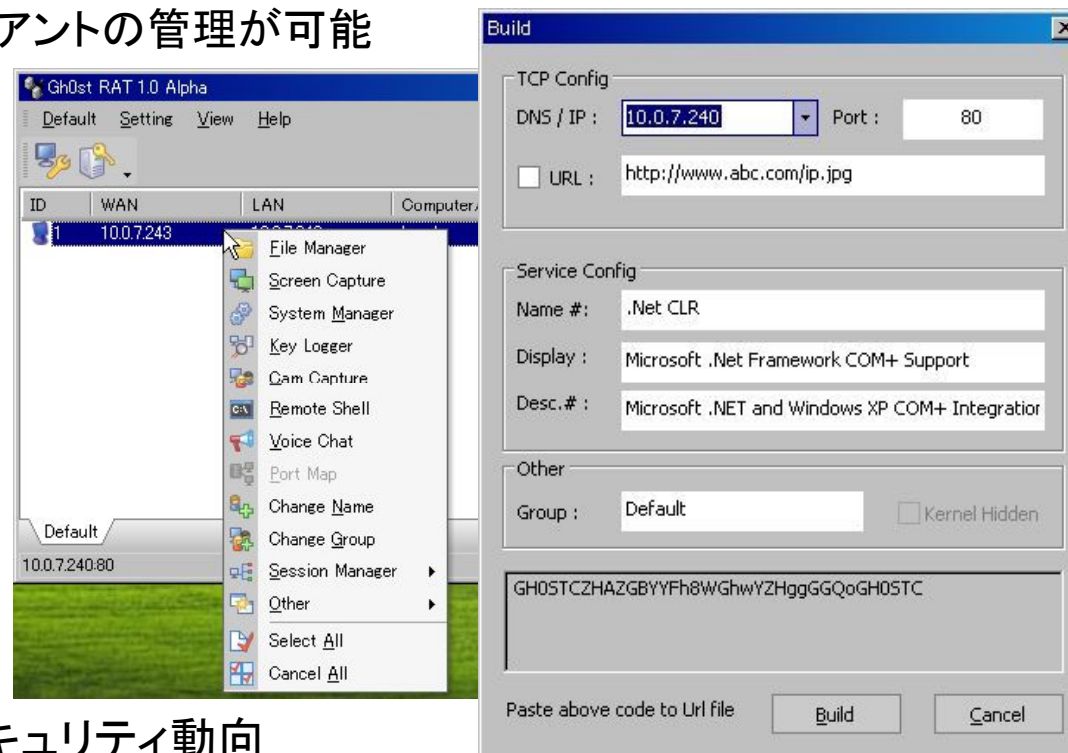 アントの管理が可能
Gh0st RAT 1.0 Alpha
Default Setting View Help
ID WAN LAN Computer/
1 10.0.7.243
File Manager
Screen Capture
System Manager
Key Logger
Cam Capture
Remote Shell
Voice Chat
Port Map
Change Name
Change Group
Session Manager
Other
Select All
Cancel All
Default
10.0.7.240:80
キュリティ動向
Build
TCP Config
DNS / IP : 10.0.7.240 Port : 80
URL : http://www.abc.com/ip.jpg
Service Config
Name #: .Net CLR
Display : Microsoft .Net Framework COM+ Support
Desc.# : Microsoft .NET and Windows XP COM+ Integration
Other
Group : Default Kernel Hidden
GH0STCZHAZGBYYFh8WGhwYZHggGGQoGH0STC
Paste above code to Url file Build Cancel